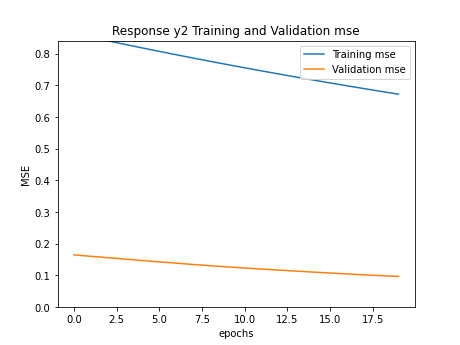 Response y2 Training and Validation mse
Training mse
Validation mse
0.8
0.7
0.6
0.5
0.4
0.3
0.2
0.1
0.0
MSE
0.0 2.5 5.0 7.5 10.0 12.5 15.0 17.5
epochs